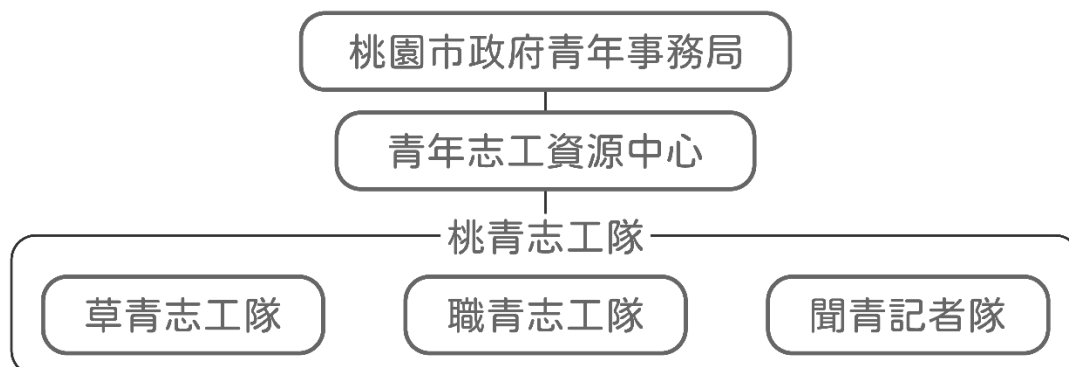 桃園市政府青年事務局
青年志工資源中心
桃青志工隊
草青志工隊
職青志工隊
聞青記者隊